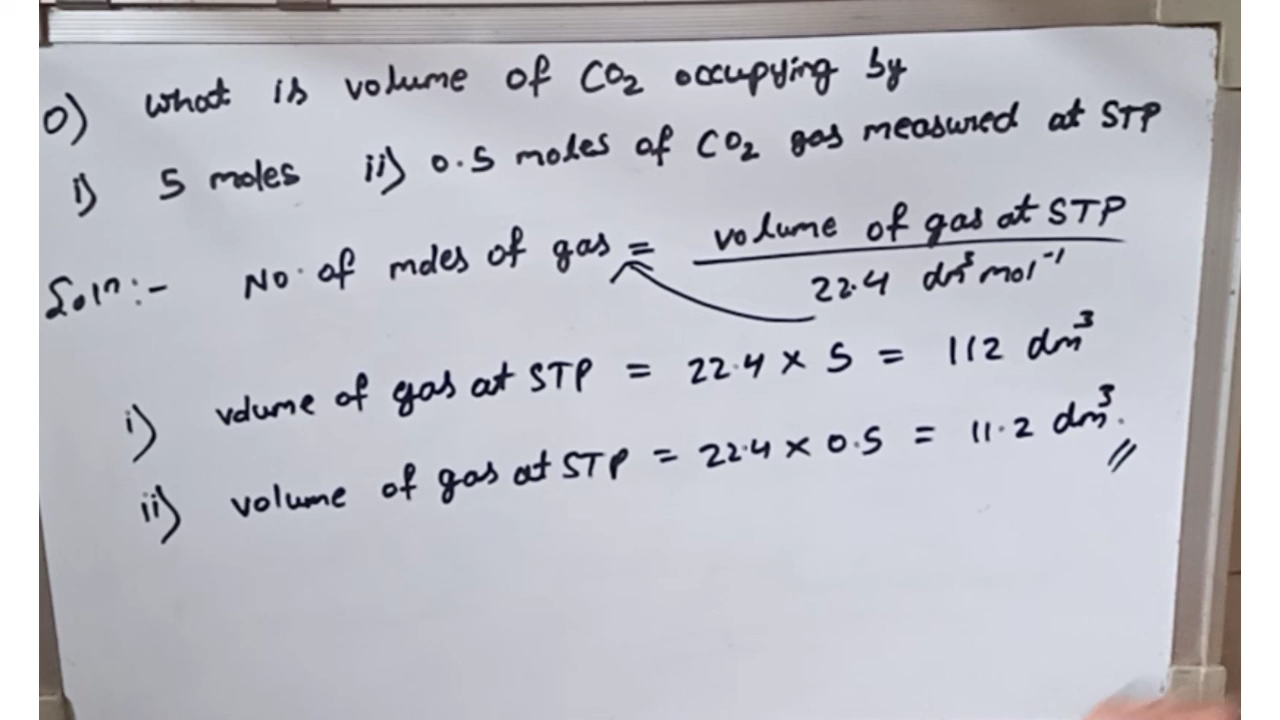 Q) what is volume of CO₂ occupying by
i) 5 moles ii) 0.5 moles of CO₂ gas measured at STP
Soln:- No. of moles of gas = volume of gas at STP / 22.4 dm³ mol⁻¹
i) volume of gas at STP = 22.4 × 5 = 112 dm³
ii) volume of gas at STP = 22.4 × 0.5 = 11.2 dm³.